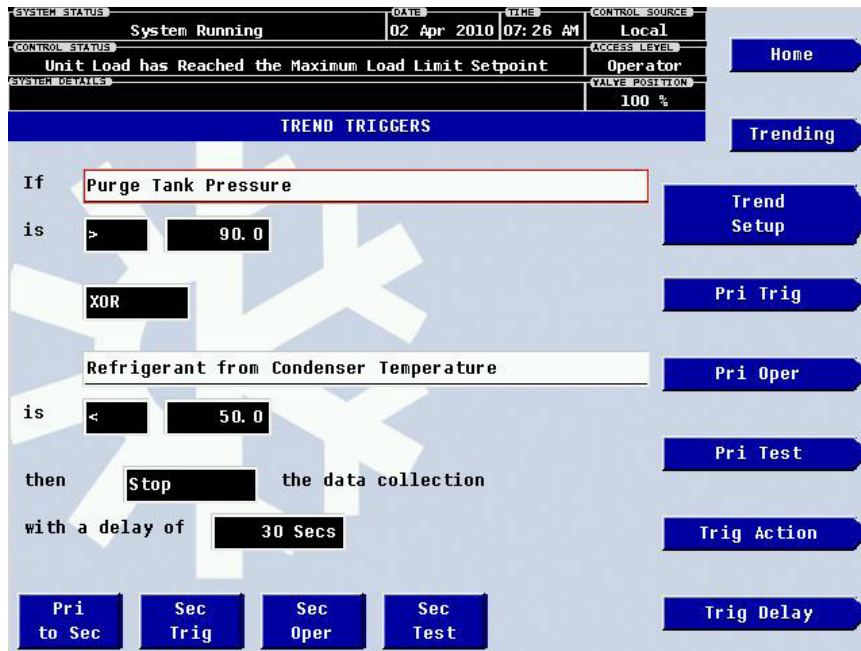 SYSTEM STATUS
System Running
DATE
02 Apr 2010
TIME
07:26 AM
CONTROL SOURCE
Local
CONTROL STATUS
Unit Load has Reached the Maximum Load Limit Setpoint
ACCESS LEVEL
Operator
SYSTEM DETAILS
VALVE POSITION
100 %
TREND TRIGGERS
If
Purge Tank Pressure
is
>
90.0
XOR
Refrigerant from Condenser Temperature
is
<
50.0
then
Stop
the data collection
with a delay of
30 Secs
Home
Trending
Trend
Setup
Pri Trig
Pri Oper
Pri Test
Trig Action
Trig Delay
Pri
to Sec
Sec
Trig
Sec
Oper
Sec
Test